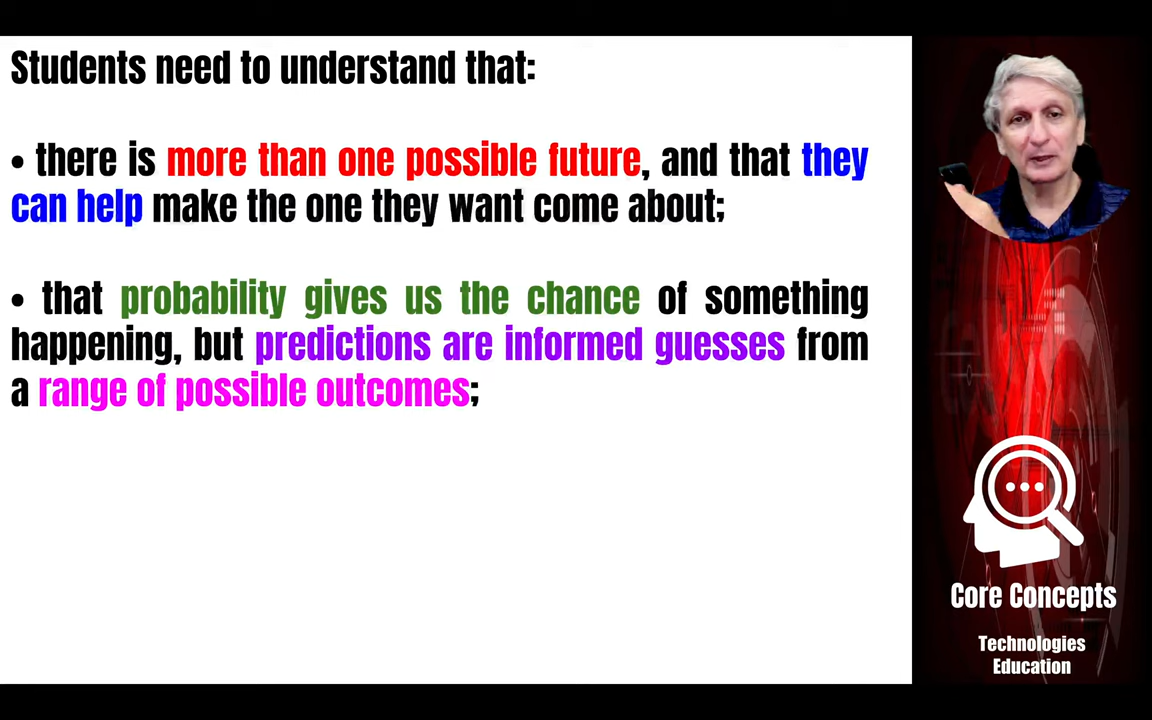 Students need to understand that:
• there is more than one possible future, and that they
can help make the one they want come about;
• that probability gives us the chance of something
happening, but predictions are informed guesses from
a range of possible outcomes;
Core Concepts
Technologies
Education